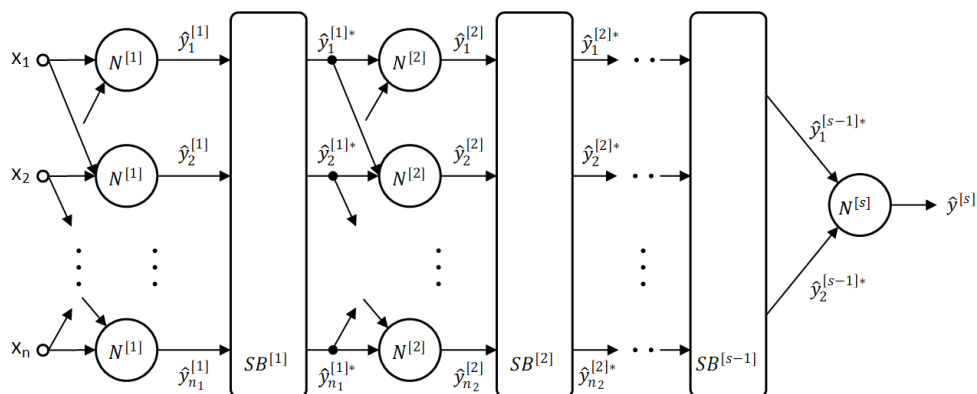 x₁ N^[1] ŷ₁^[1] ŷ₁^[1]* N^[2] ŷ₁^[2] ŷ₁^[2]*
ŷ₁^[s−1]*
x₂ N^[1] ŷ₂^[1] ŷ₂^[1]* N^[2] ŷ₂^[2] ŷ₂^[2]*
N^[s] ŷ^[s]
ŷ₂^[s−1]*
xₙ N^[1] ŷₙ₁^[1] SB^[1] ŷₙ₁^[1]* N^[2] ŷₙ₂^[2] SB^[2] ŷₙ₂^[2]* SB^[s−1]